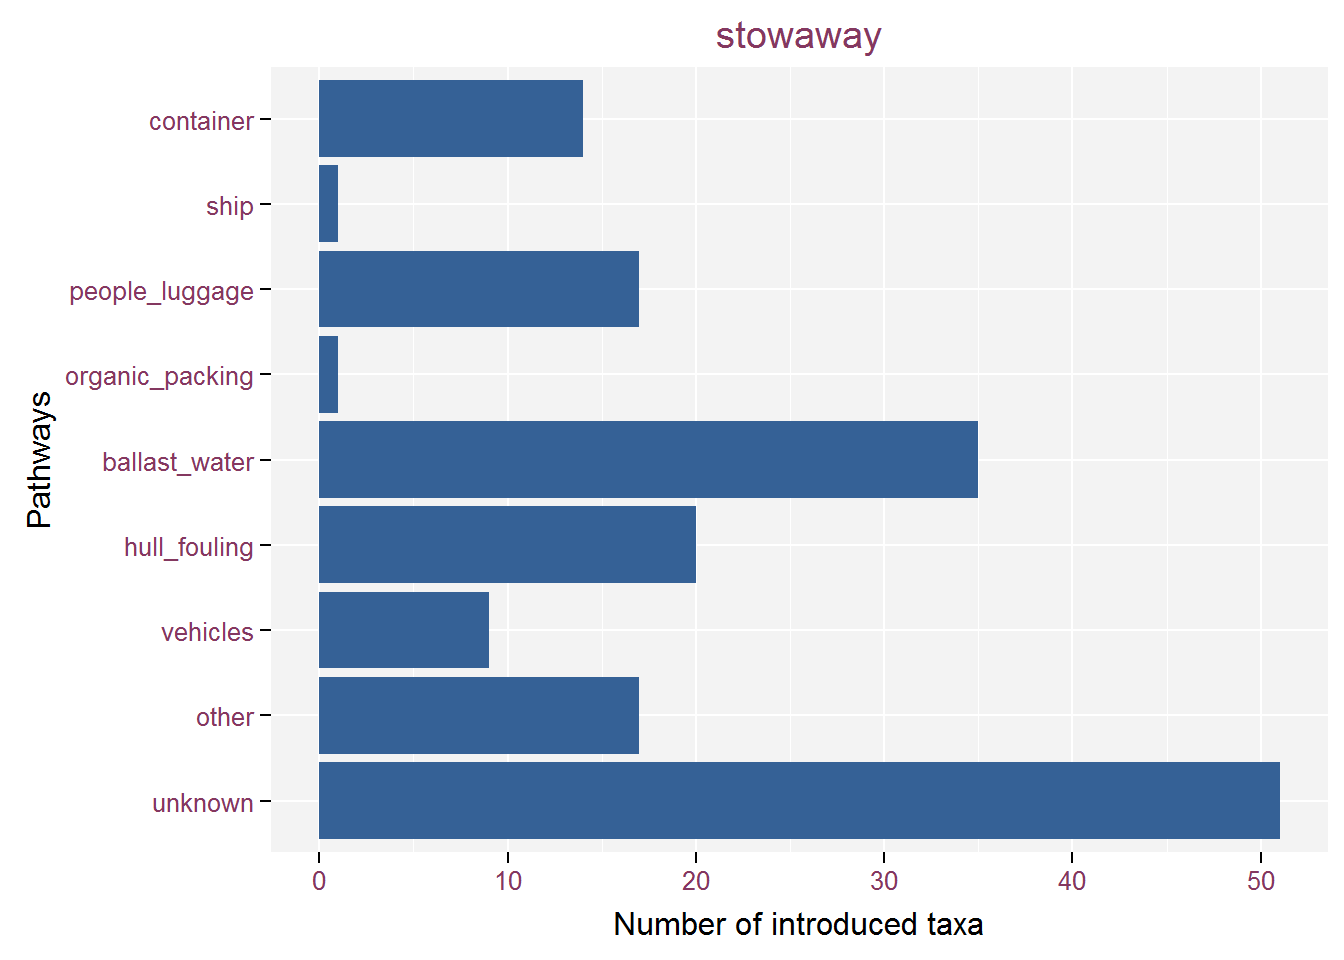 stowaway
container
ship
people_luggage
organic_packing
ballast_water
hull_fouling
vehicles
other
unknown
Pathways
0 10 20 30 40 50
Number of introduced taxa